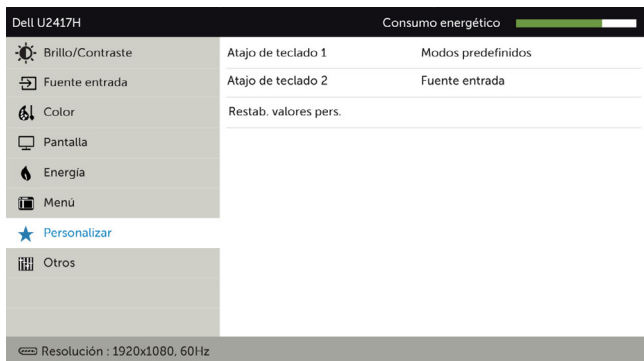 Dell U2417H Consumo energético
Brillo/Contraste Atajo de teclado 1 Modos predefinidos
Fuente entrada Atajo de teclado 2 Fuente entrada
Color Restab. valores pers.
Pantalla
Energía
Menú
Personalizar
Otros
Resolución : 1920x1080, 60Hz